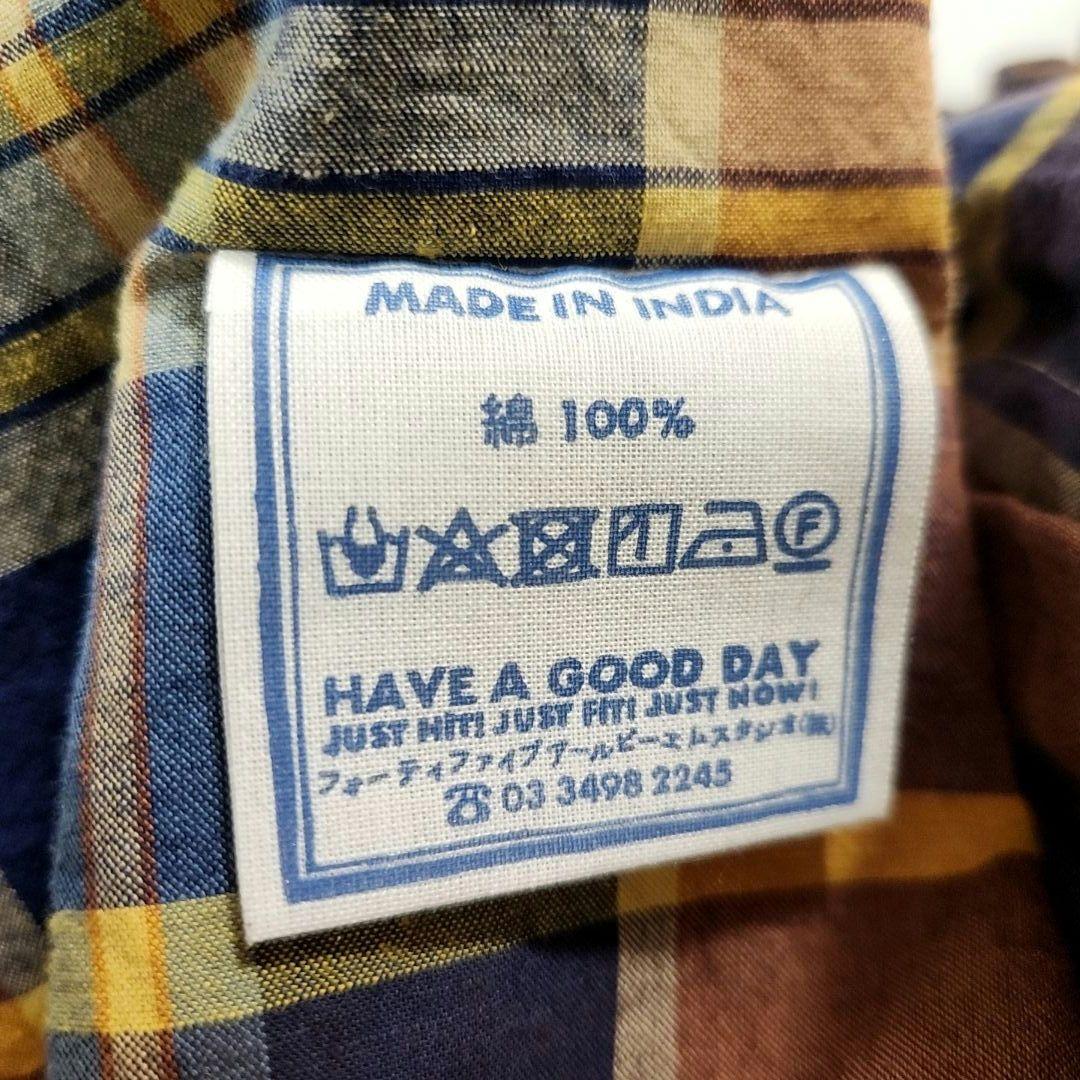 MADE IN INDIA
綿 100%
F
HAVE A GOOD DAY
JUST HIT! JUST FIT! JUST NOW!
フォーティファイブアールピーエムスタジオ(株)
☎ 03 3498 2245